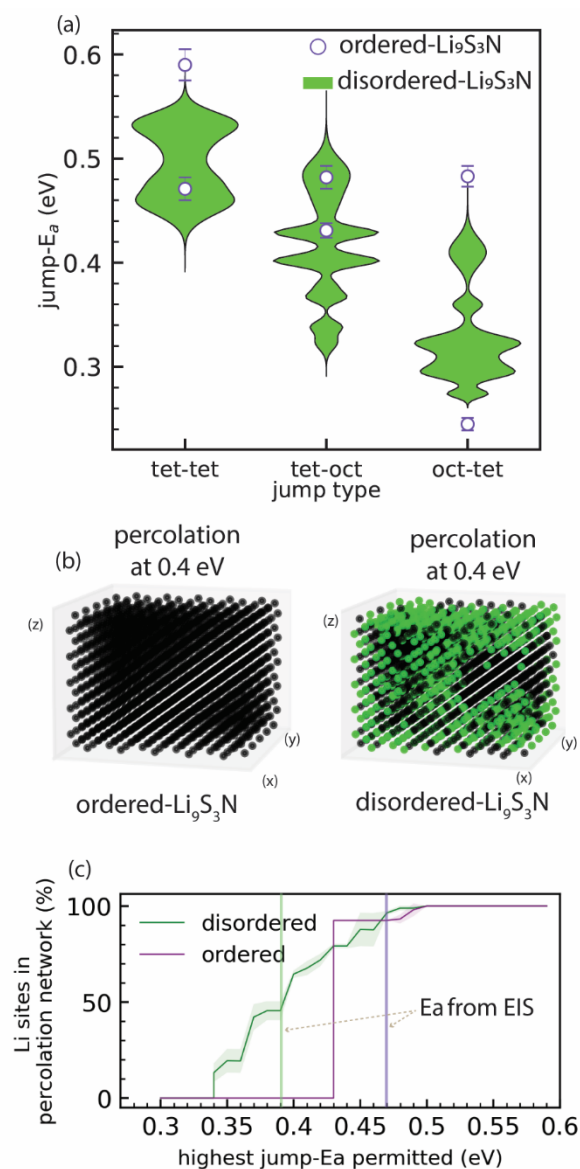 (a)
ordered-Li₉S₃N
disordered-Li₉S₃N
jump-Eₐ (eV)
0.6
0.5
0.4
0.3
tet-tet tet-oct oct-tet
jump type
(b)
percolation
at 0.4 eV
(z)
(y)
(x)
ordered-Li₉S₃N
percolation
at 0.4 eV
(z)
(y)
(x)
disordered-Li₉S₃N
(c)
Li sites in
percolation network (%)
100
50
0
disordered
ordered
Ea from EIS
0.3 0.35 0.4 0.45 0.5 0.55 0.6
highest jump-Ea permitted (eV)